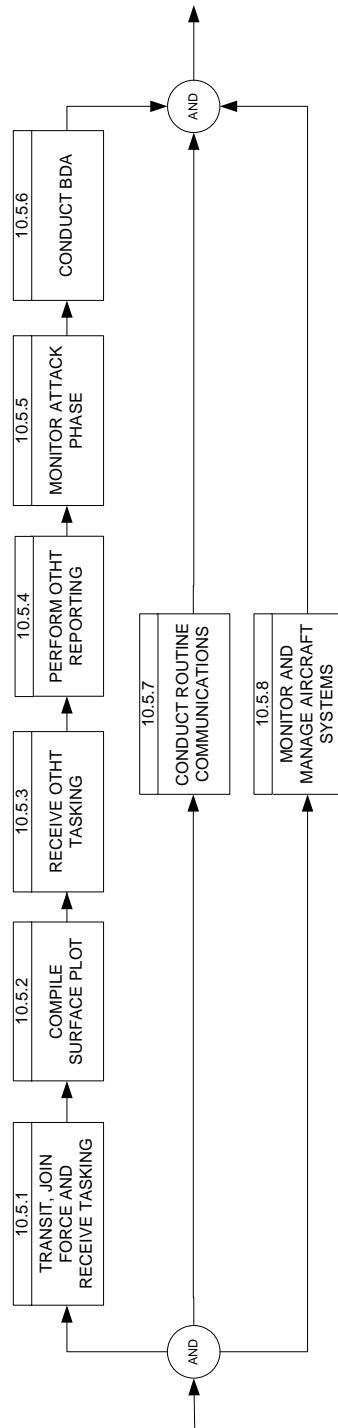 AND
10.5.1
TRANSIT, JOIN
FORCE AND
RECEIVE TASKING
10.5.2
COMPILE
SURFACE PLOT
10.5.3
RECEIVE OTHT
TASKING
10.5.4
PERFORM OTHT
REPORTING
10.5.5
MONITOR ATTACK
PHASE
10.5.6
CONDUCT BDA
10.5.7
CONDUCT ROUTINE
COMMUNICATIONS
10.5.8
MONITOR AND
MANAGE AIRCRAFT
SYSTEMS
AND